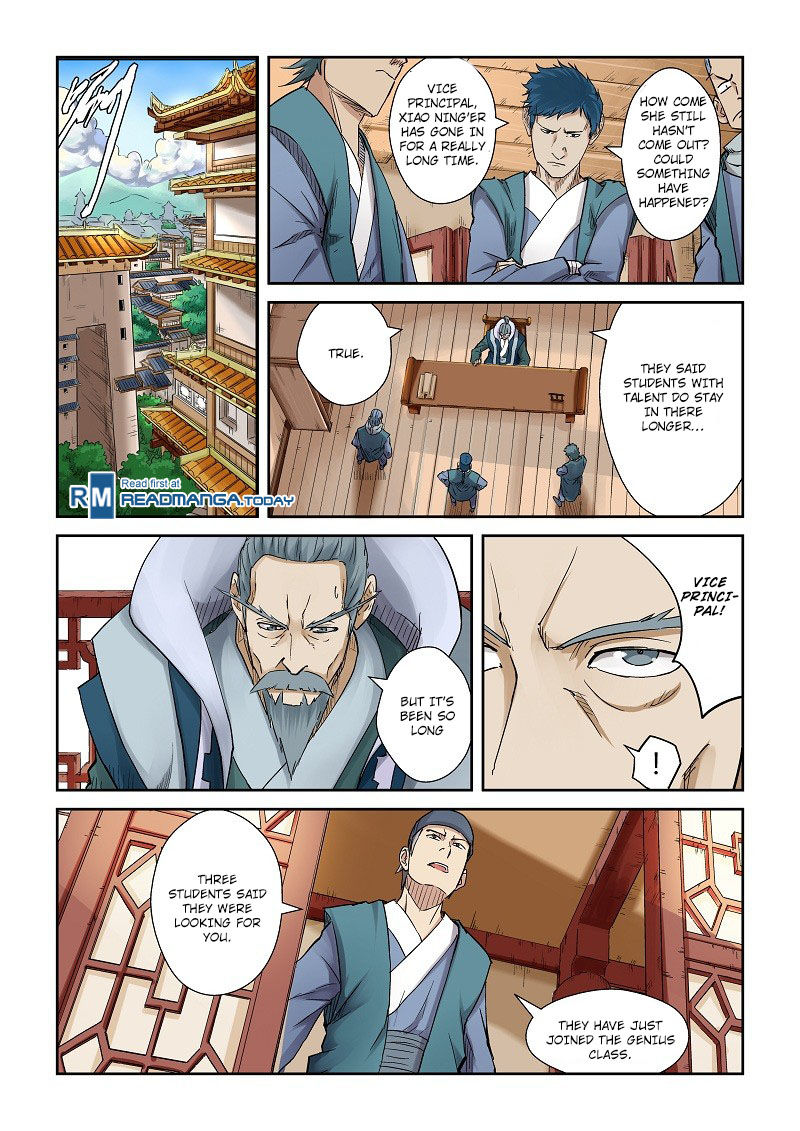 VICE
PRINCIPAL,
XIAO NING'ER
HAS GONE IN
FOR A REALLY
LONG TIME.
HOW COME
SHE STILL
HASN'T
COME OUT?
COULD
SOMETHING
HAVE
HAPPENED?
TRUE.
THEY SAID
STUDENTS WITH
TALENT DO STAY
IN THERE
LONGER...
RM
Read first at
READMANGA.TODAY
BUT IT'S
BEEN SO
LONG
VICE
PRINCI-
PAL!
!
THREE
STUDENTS SAID
THEY WERE
LOOKING FOR
YOU.
THEY HAVE JUST
JOINED THE GENIUS
CLASS.